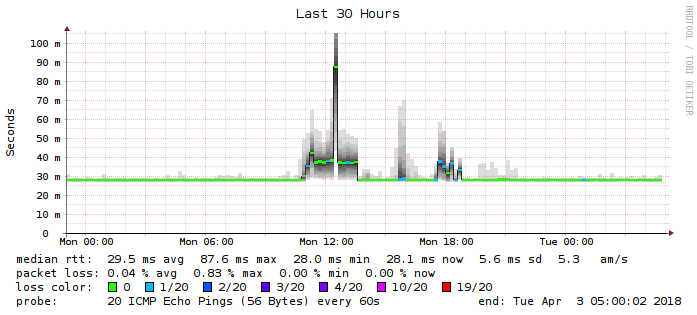 Last 30 Hours
RRDTOOL / TOBI OETIKER
Seconds
100 m
90 m
80 m
70 m
60 m
50 m
40 m
30 m
20 m
10 m
0
Mon 00:00 Mon 06:00 Mon 12:00 Mon 18:00 Tue 00:00
median rtt: 29.5 ms avg 87.6 ms max 28.0 ms min 28.1 ms now 5.6 ms sd 5.3 am/s
packet loss: 0.04 % avg 0.83 % max 0.00 % min 0.00 % now
loss color: 0 1/20 2/20 3/20 4/20 10/20 19/20
probe: 20 ICMP Echo Pings (56 Bytes) every 60s end: Tue Apr 3 05:00:02 2018